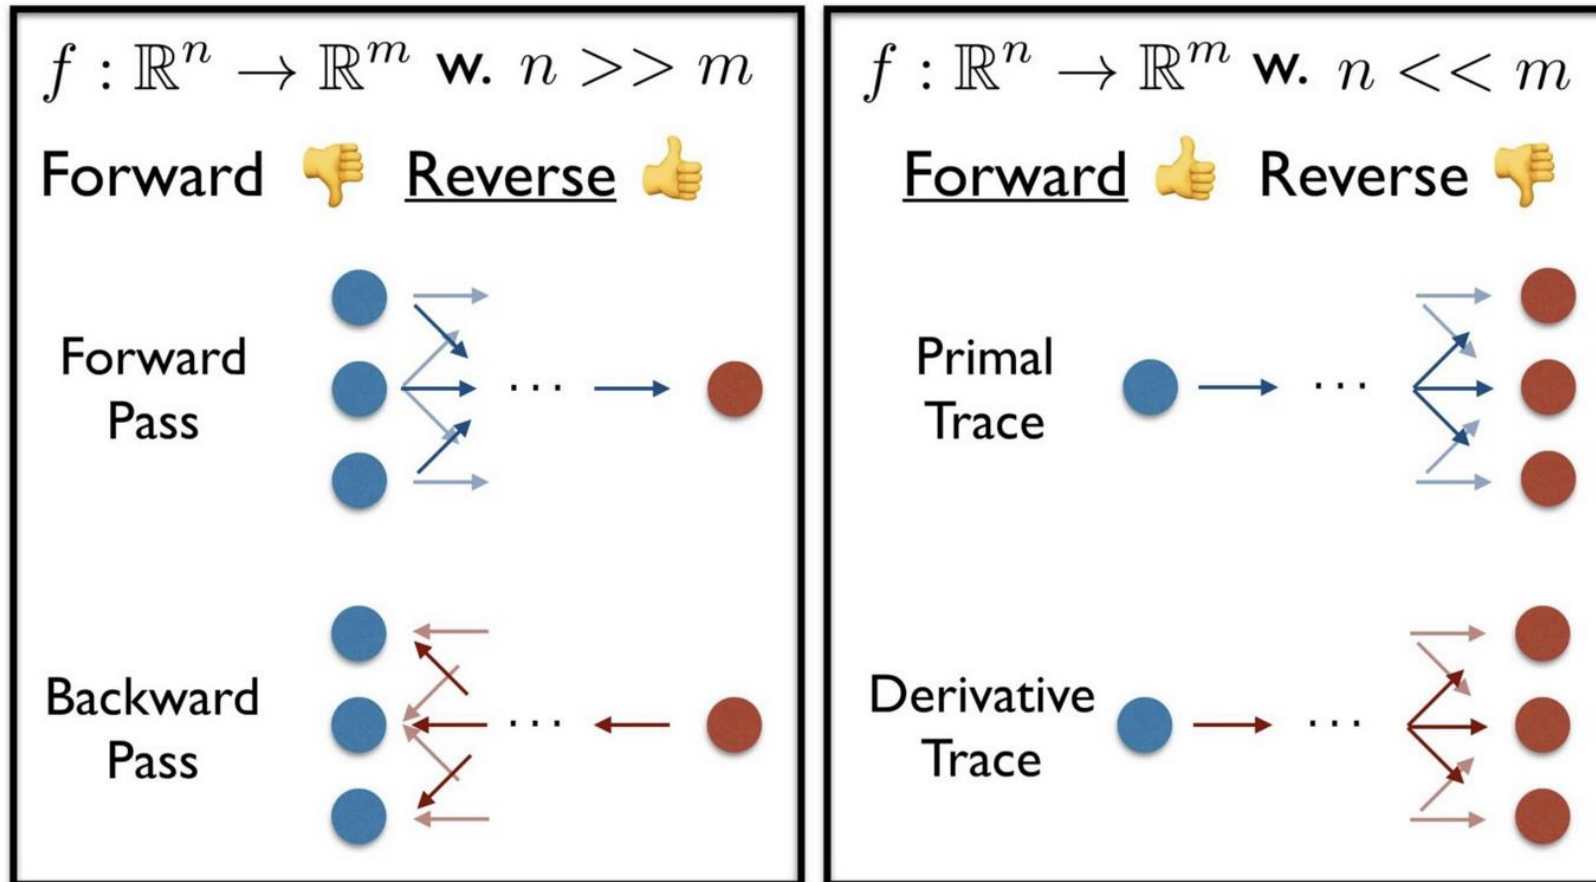 f : ℝⁿ → ℝᵐ w. n >> m
Forward 👎 Reverse 👍
Forward
Pass
...
Backward
Pass
...
f : ℝⁿ → ℝᵐ w. n << m
Forward 👍 Reverse 👎
Primal
Trace
...
Derivative
Trace
...